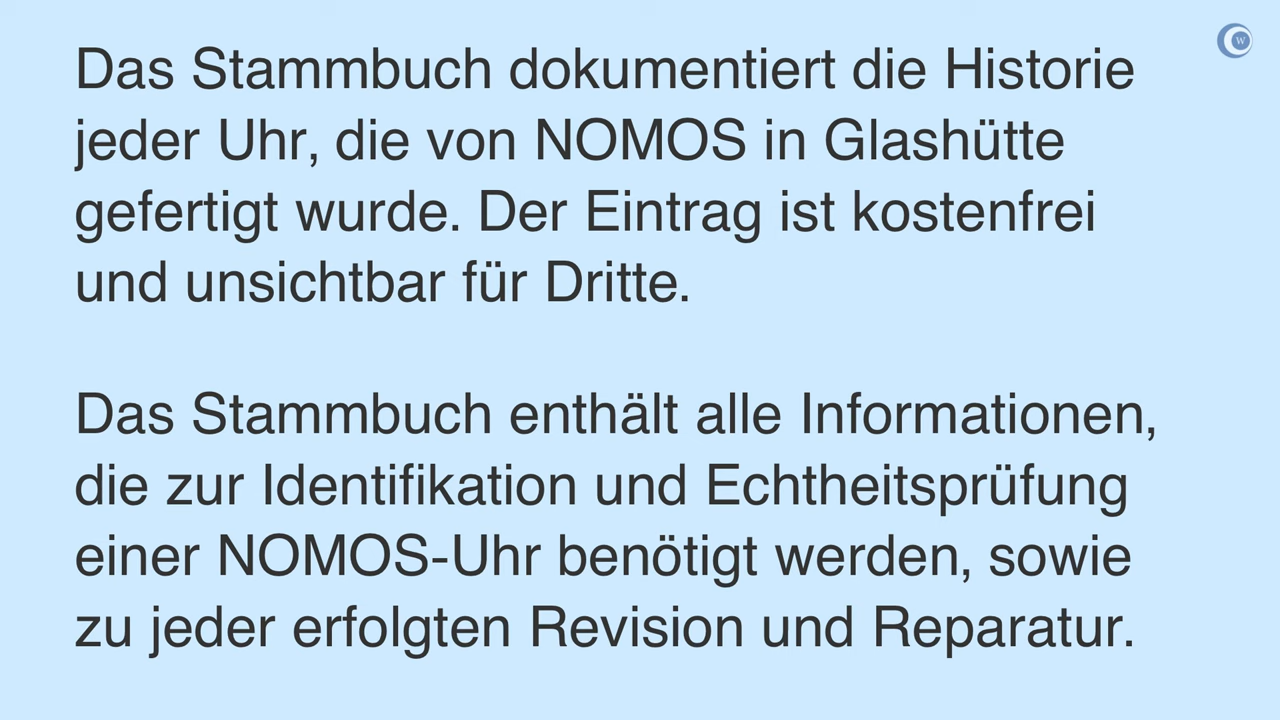 Das Stammbuch dokumentiert die Historie
jeder Uhr, die von NOMOS in Glashütte
gefertigt wurde. Der Eintrag ist kostenfrei
und unsichtbar für Dritte.
Das Stammbuch enthält alle Informationen,
die zur Identifikation und Echtheitsprüfung
einer NOMOS-Uhr benötigt werden, sowie
zu jeder erfolgten Revision und Reparatur.
W